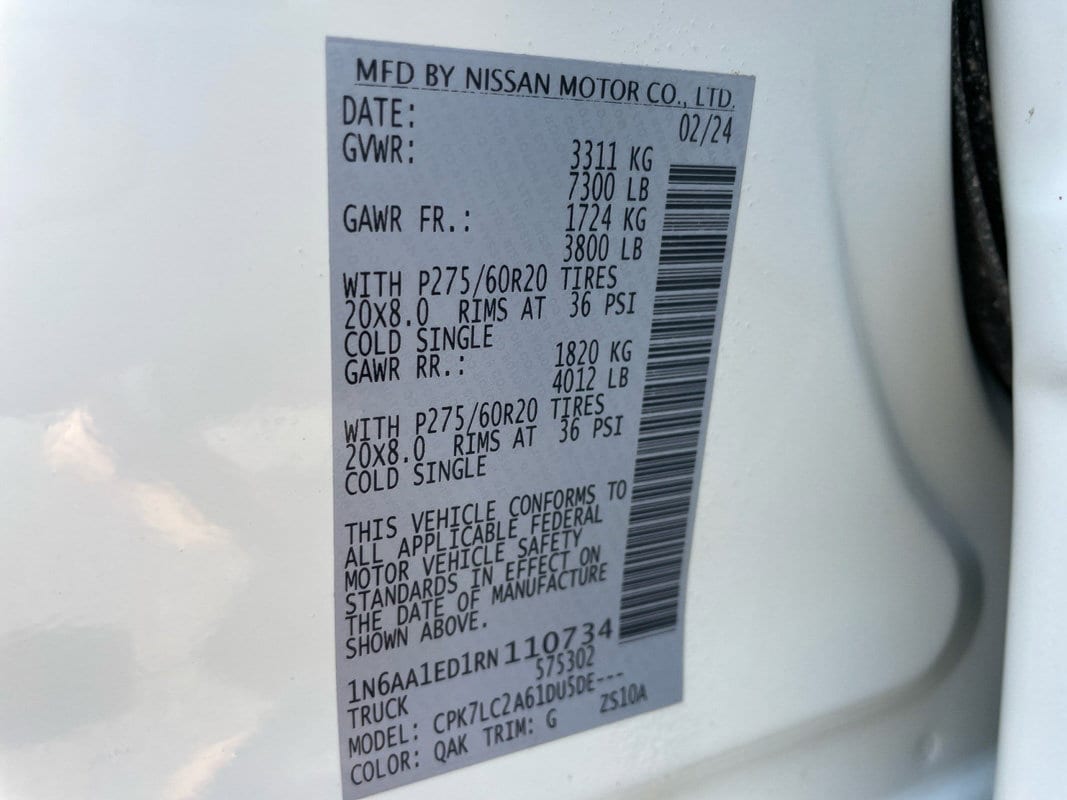 MFD BY NISSAN MOTOR CO., LTD.
DATE: 02/24
GVWR: 3311 KG
7300 LB
GAWR FR.: 1724 KG
3800 LB
WITH P275/60R20 TIRES
20X8.0 RIMS AT 36 PSI
COLD SINGLE
GAWR RR.: 1820 KG
4012 LB
WITH P275/60R20 TIRES
20X8.0 RIMS AT 36 PSI
COLD SINGLE
THIS VEHICLE CONFORMS TO
ALL APPLICABLE FEDERAL
MOTOR VEHICLE SAFETY
STANDARDS IN EFFECT ON
THE DATE OF MANUFACTURE
SHOWN ABOVE.
1N6AA1ED1RN110734
TRUCK 575302
MODEL: CPK7LC2A61DU5DE---
COLOR: QAK TRIM: G ZS10A